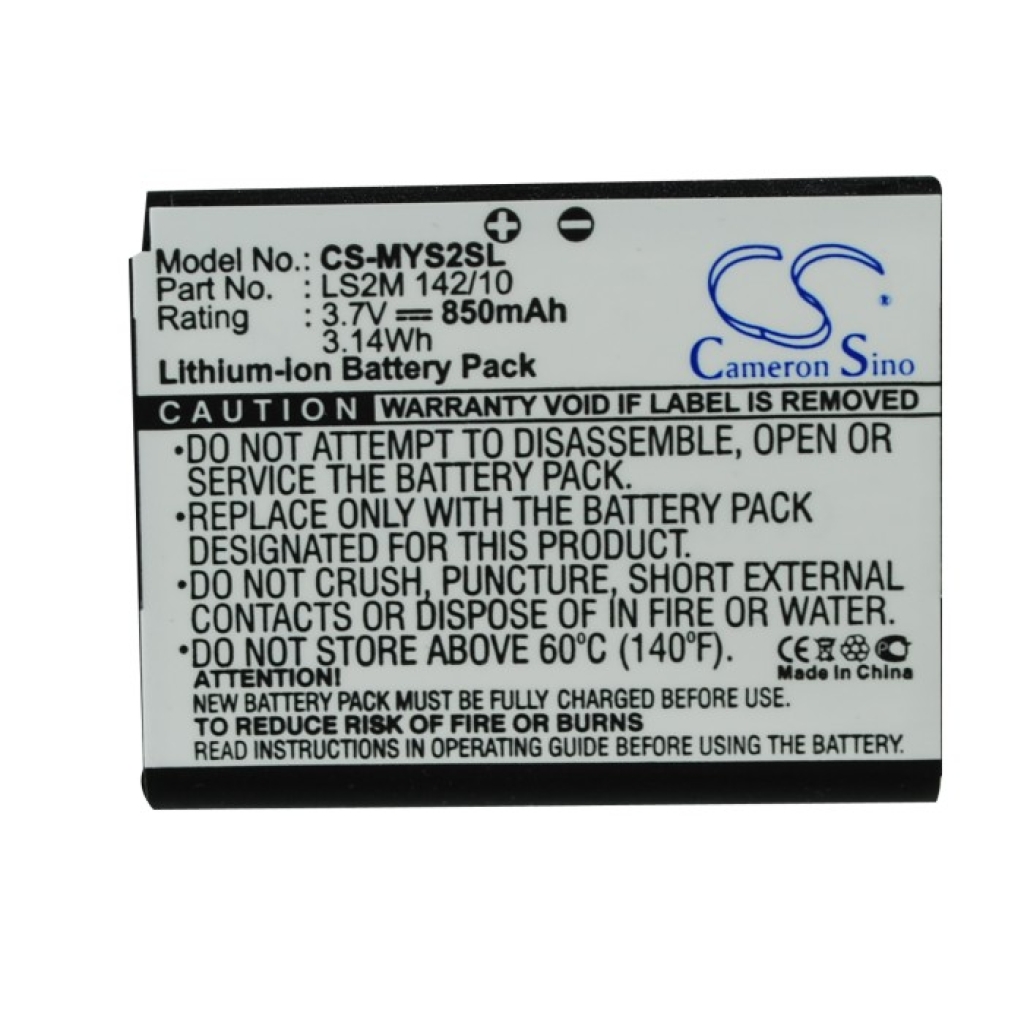 Model No.: CS-MYS2SL
Part No. : LS2M 142/10
Rating : 3.7V 850mAh
3.14Wh
Lithium-ion Battery Pack
CS ®
Cameron Sino
CAUTION WARRANTY VOID IF LABEL IS REMOVED
•DO NOT ATTEMPT TO DISASSEMBLE, OPEN OR
SERVICE THE BATTERY PACK.
•REPLACE ONLY WITH THE BATTERY PACK
DESIGNATED FOR THIS PRODUCT.
•DO NOT CRUSH, PUNCTURE, SHORT EXTERNAL
CONTACTS OR DISPOSE OF IN FIRE OR WATER.
•DO NOT STORE ABOVE 60°C (140°F).
CE
Made In China
ATTENTION!
NEW BATTERY PACK MUST BE FULLY CHARGED BEFORE USE.
TO REDUCE RISK OF FIRE OR BURNS
READ INSTRUCTIONS IN OPERATING GUIDE BEFORE USING THE BATTERY.